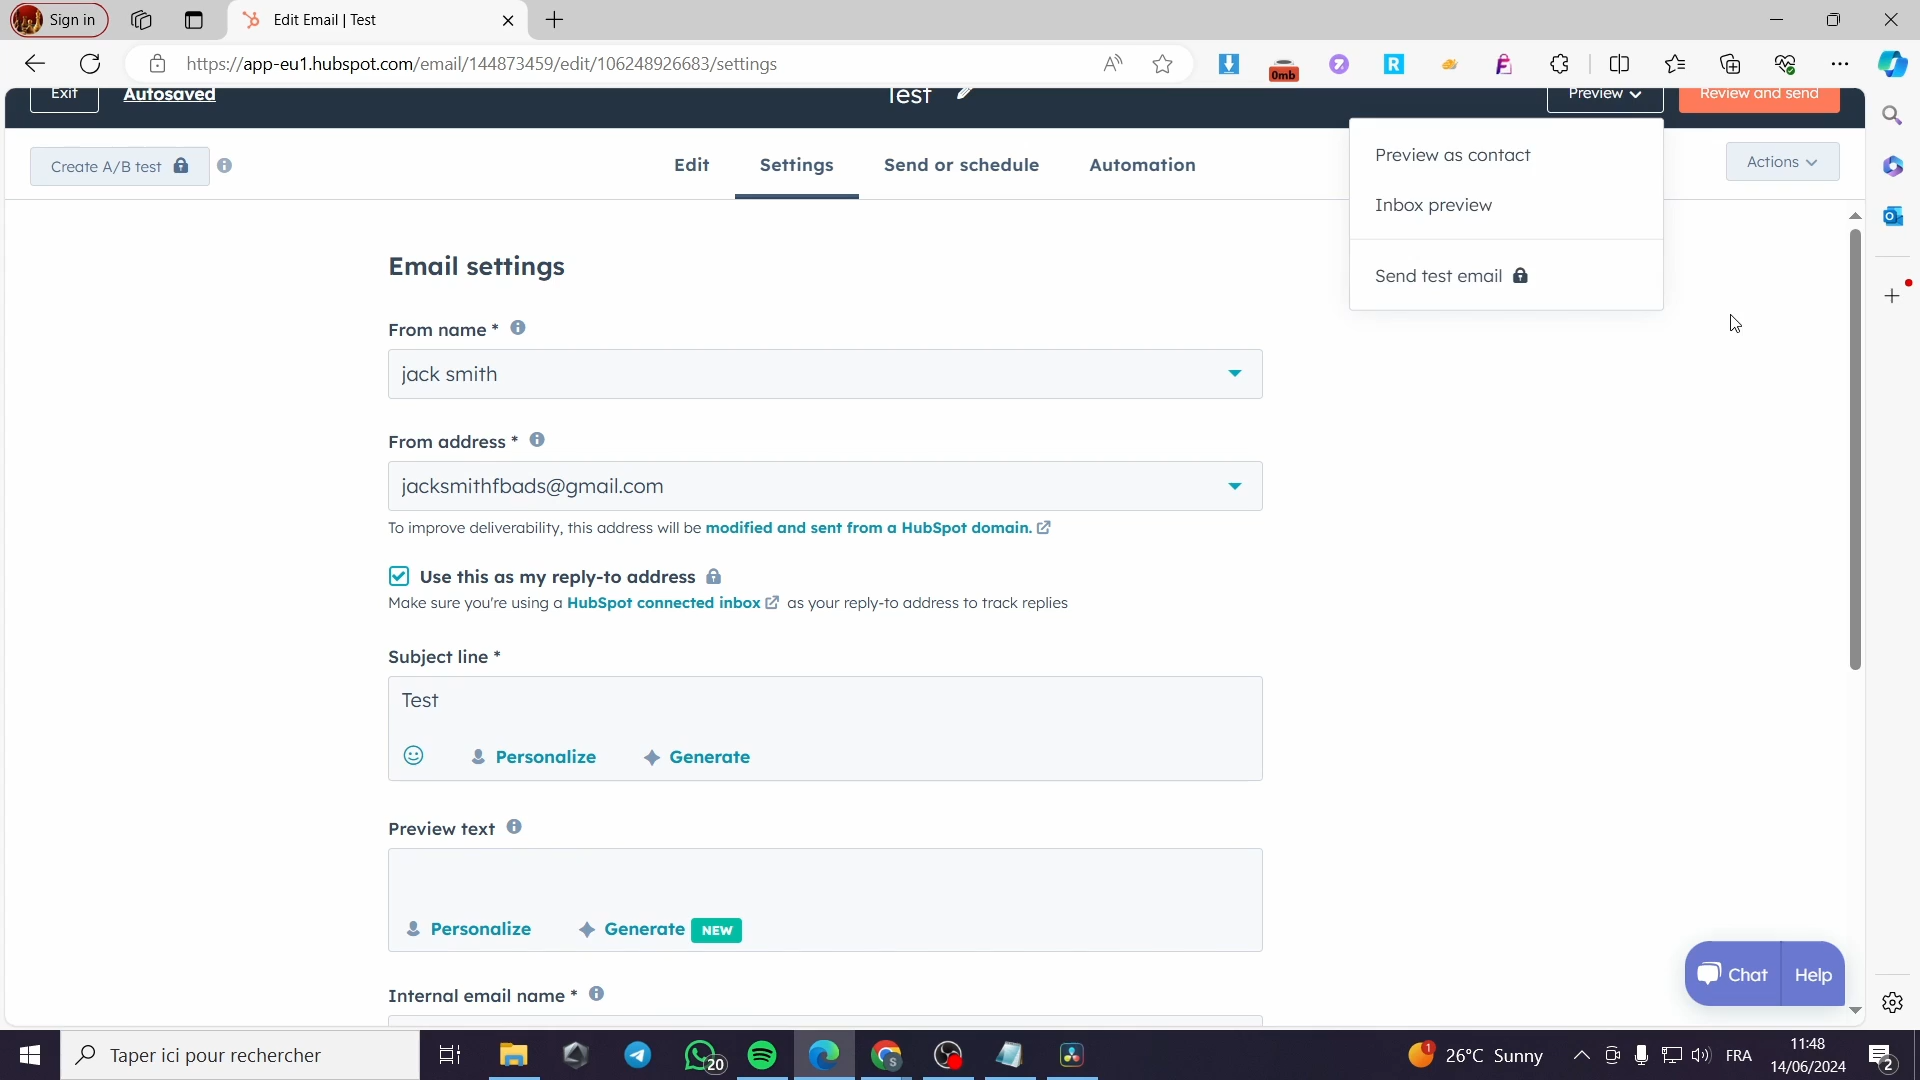 Sign in
Edit Email | Test
https://app-eu1.hubspot.com/email/144873459/edit/106248926683/settings
0mb
R
Exit
Autosaved
Test
Preview
Review and send
Create A/B test
Edit
Settings
Send or schedule
Automation
Actions
Preview as contact
Inbox preview
Send test email
Email settings
From name *
jack smith
From address *
jacksmithfbads@gmail.com
To improve deliverability, this address will be modified and sent from a HubSpot domain.
Use this as my reply-to address
Make sure you're using a HubSpot connected inbox as your reply-to address to track replies
Subject line *
Test
Personalize
Generate
Preview text
Personalize
Generate NEW
Internal email name *
Chat
Help
Taper ici pour rechercher
20
S
1
26°C Sunny
FRA
11:48
14/06/2024
2